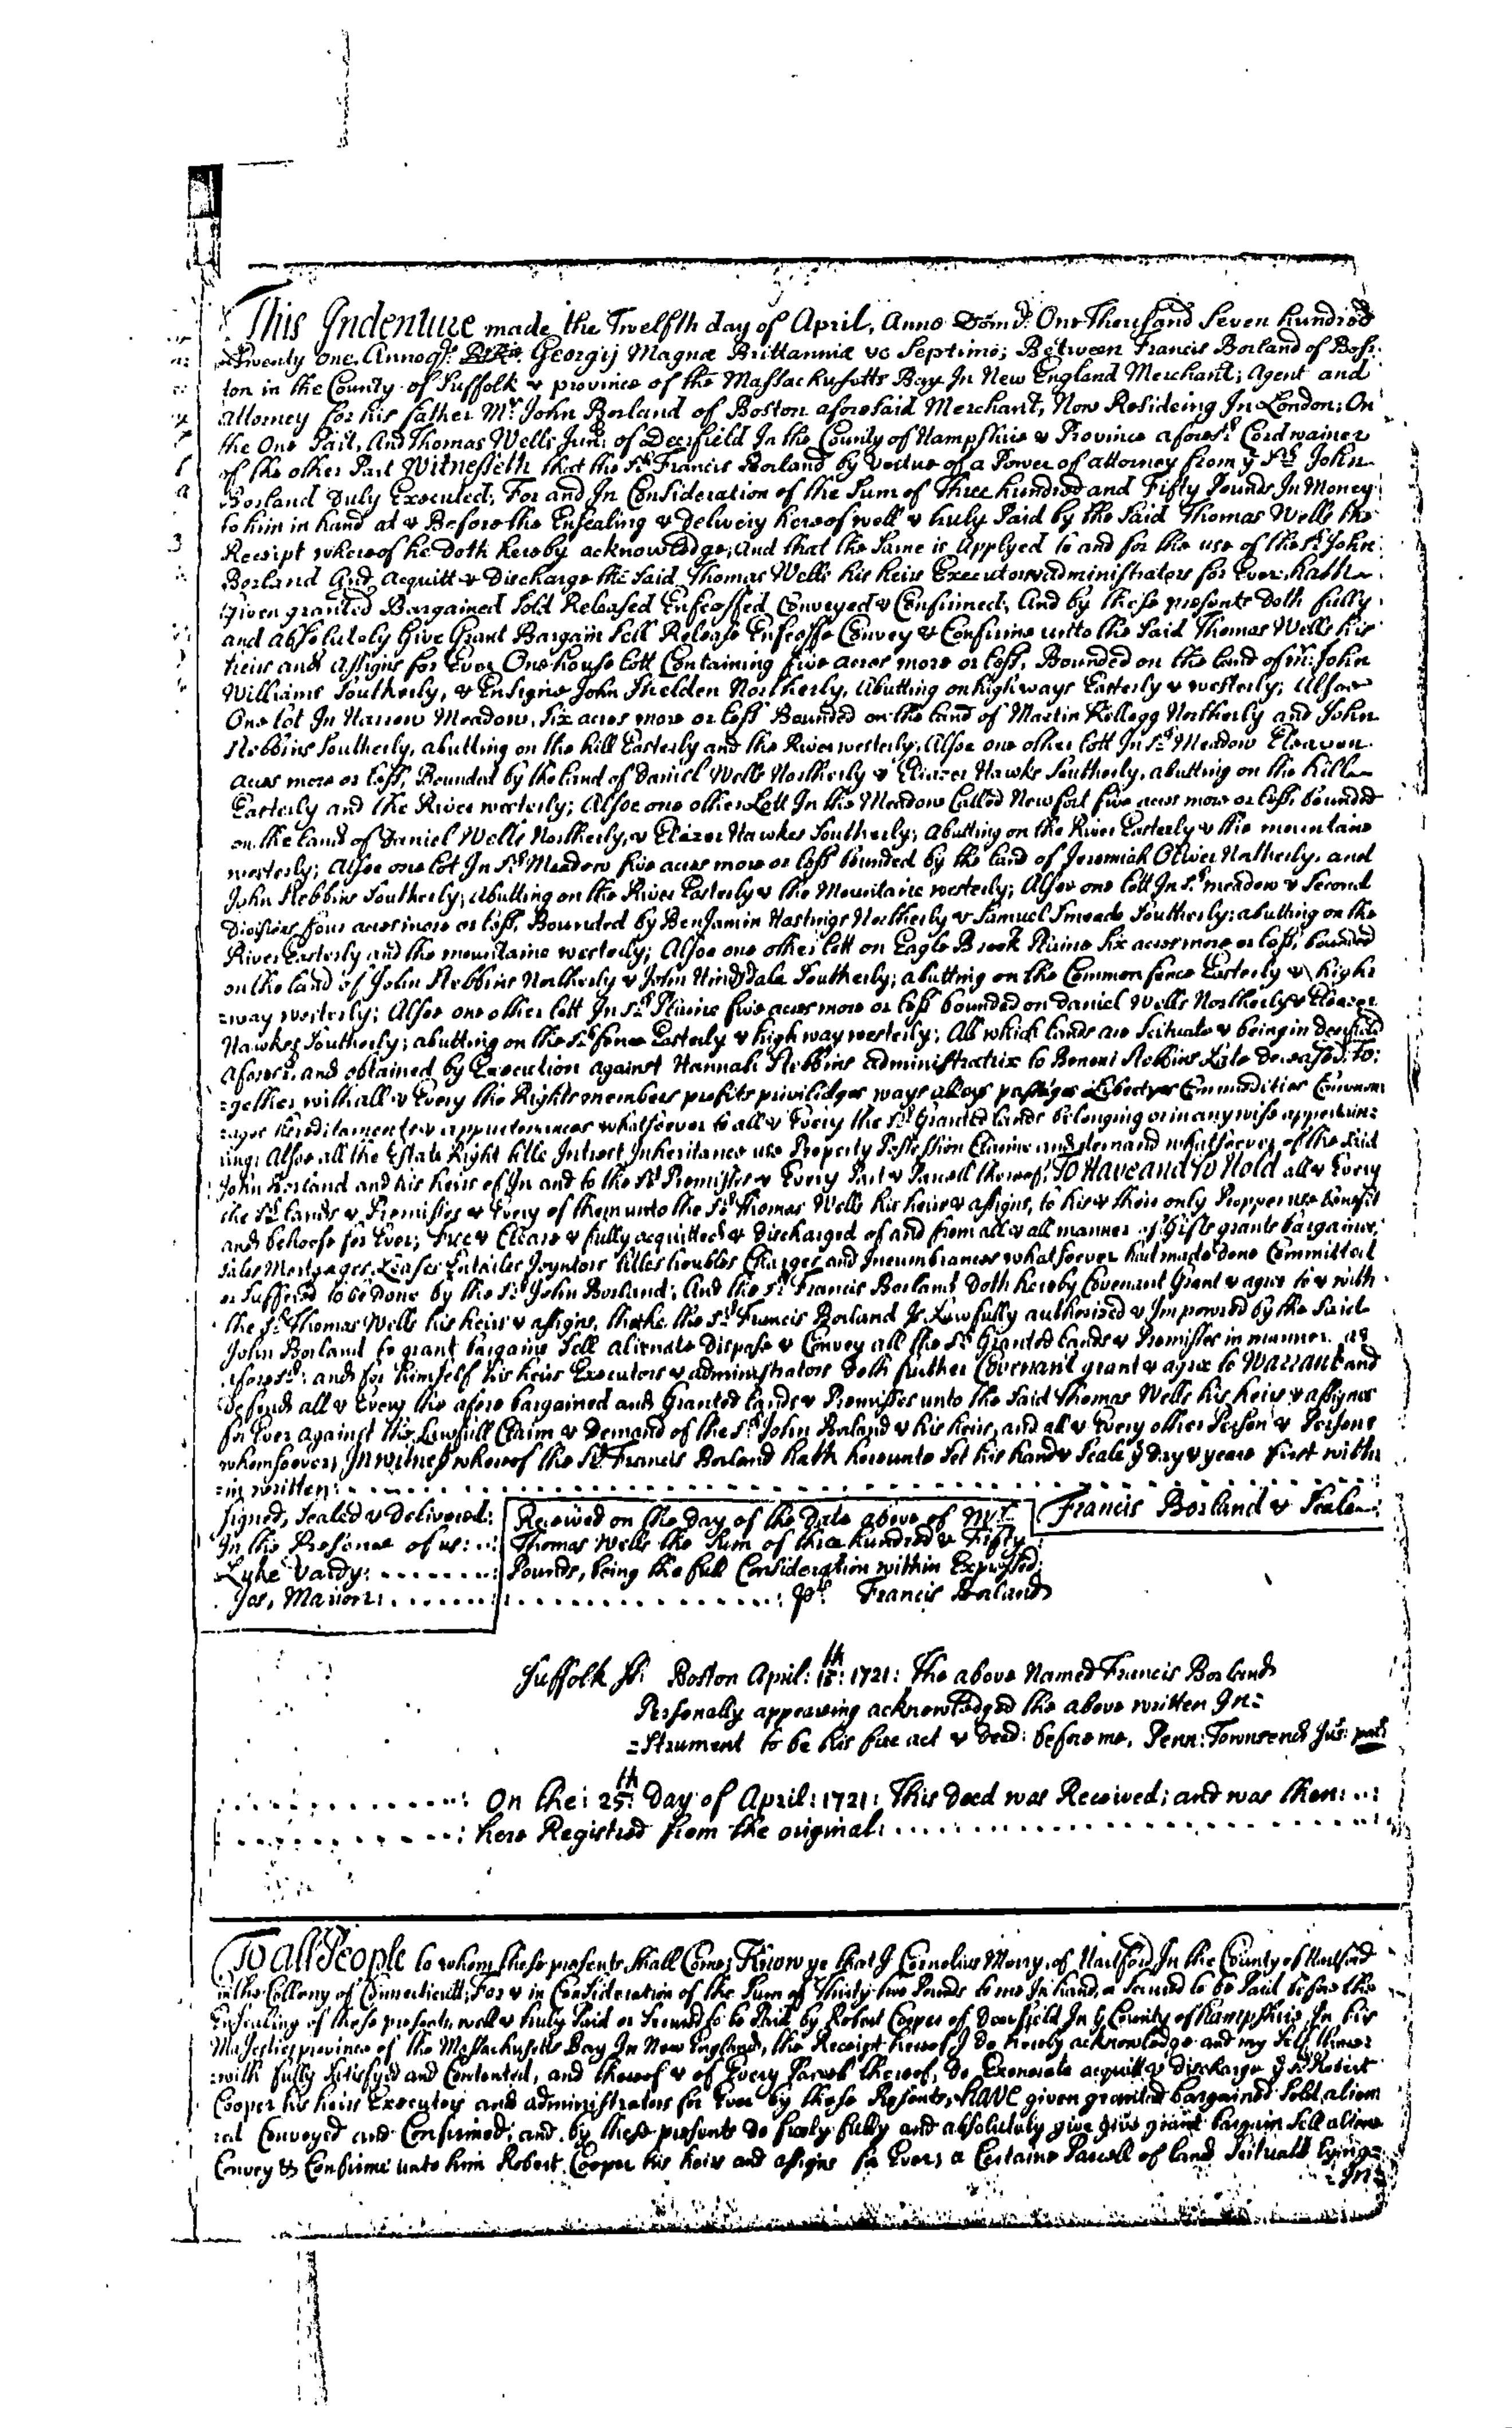 This Indenture made the Twelfth day of April, Anno Domi: One Thousand Seven hundred
Twenty One Annoq: Georgij Magnæ Brittanniæ &c Septimo; Between Francis Borland of Bos=
ton in the County of Suffolk & province of the Massachusetts Bay In New England Merchant; Agent and
attorney for his father Mr John Borland of Boston aforesaid Merchant, Now Resideing In London; On
the One Part, And Thomas Wells Junr: of Deerfield In the County of Hampshire & Province aforesd Cordwainer
of the other Part Witnesseth that the sd Francis Borland by vertue of a Power of attorney from ye sd John
Borland Duly Executed; For and In Consideration of the Sum of Three hundred and Fifty Pounds In Money
to him in hand at & Before the Ensealing & Delivery hereof well & truly Paid by the Said Thomas Wells the
Receipt whereof he doth hereby acknowledge; And that the Same is Applyed to and for the use of the sd John
Borland And acquitt & Discharge the Said Thomas Wells his heirs Executors & administrators for Ever: hath
Given granted Bargained Sold Released Enfeoffed Conveyed & Confirmed; And by these presents Doth fully
and absolutely Give Grant Bargain Sell Release Enfeoffe Convey & Confirme unto the Said Thomas Wells his
heirs and assigns for Ever One house lott Containing five acres more or less, Bounded on the land of mr: John
Williams Southerly, & Ensigne John Shelden Northerly, Abutting on highways Easterly & westerly; Alsoe
One lot In Narrow Meadow, Six acres more or less Bounded on the land of Martin Kellogg Northerly and John
Stebbins Southerly, abutting on the hill Easterly and the River westerly; Alsoe one other lott In sd Meadow Eleaven
acres more or less, Bounded by the land of Daniel Wells Northerly & Eliazer Hawks Southerly, abutting on the hill
Easterly and the River westerly; Alsoe one other Lott In the Meadow Called New fort five acres more or less, bounded
on the land of Daniel Wells Northerly, & Eliazer Hawkes Southerly; Abutting on the River Easterly & the mountaine
westerly; Alsoe one lot In sd Meadow five acres more or less bounded by the land of Jeremiah Olliver Northerly, and
John Stebbins Southerly; Abutting on the River Easterly & the Mountaine westerly; Alsoe one lott In sd meadow & Second
Division four acres more or less, Bounded by Benjamin Hastings Northerly & Samuel Smeade Southerly; abutting on the
River Easterly and the mountaine westerly; Alsoe one other lott on Eagle Brook Plaine Six acres more or less, bounded
on the land of John Stebbins Northerly & John Hinsdale Southerly; abutting on the Common fence Easterly & high=
=way westerly; Alsoe one other lott In sd Plaine five acres more or less bounded on Daniel Wells Northerly & Eleazer
Hawkes Southerly; abutting on the sd fence Easterly & highway westerly; All which lands are Scituate & being in deerfield
aforesd. and obtained by Execution against Hannah Stebbins administratrix to Benoni Stebbins Late deceased: To=
=gether with all & Every the Rights members profits priviledges ways alleys passages Libertyes Commodities
hereditaments & appurtenances whatsoever to all & Every the sd Granted lands belonging or in any wise appertain=
ing; Alsoe all the Estate Right title Intrest Inheritance use Property Possession Claime and demand whatsoever of the Said
John Borland and his heirs of In and to the sd Premisses & Every Part & Parcell thereof; To Have and To Hold all & Every
the sd lands & Premisses & Every of them unto the sd Thomas Wells his heirs & assigns, to his & their only Propper use benefit
and behoofe for Ever; Free & Cleare & fully acquitted & discharged of and from all & all manner of Gifts grants bargaines,
Sales Mortgages, Leases Entailes Joyntors titles troubles Charges and Incumbrances whatsoever had made done Committed
or suffered to be done by the sd John Borland; And the sd Francis Borland Doth hereby Covenant Grant & agree to & with
the sd. Thomas Wells his heirs & assigns, that he the sd Francis Borland Is Lawfully authorised & Impowred by the Said
John Borland to grant bargaine Sell alienate Dispose & Convey all the sd Granted lands & Premisses in manner as
aforesd: and for himself his heirs Executors & administrators doth further Covenant grant & agree to Warrant and
defend all & Every the afore bargained and Granted lands & Premisses unto the Said Thomas Wells his heirs & assignes
for Ever against the Lawfull Claim & Demand of the sd John Borland & his heirs, and all & Every other Person & Persons
whomsoever; In witness whereof the sd Francis Borland hath hereunto Set his hand & Seale ye day & yeare first with=
=in written:
Signed, Sealed & Delivered:
In the Presence of us:
Lyke Vardy:
Jos, Marion:
Received on the day of the Date above of Mr.
Thomas Wells the Sum of three hundred & Fifty
Pounds, being the full Consideration within Expressed;
pr Francis Borland
Francis Borland & Seale
Suffolk ss: Boston April: 15th: 1721: The above Named Francis Borland
Personally appearing acknowledged the above written In=
=Strument to be his free act & deed: before me, Penn: Townsend Jus: pacs
On the: 25th: day of April: 1721: This deed was Received; and was then:
here Registred from the original:
To all People to whom these presents shall Come; Know ye that I Cornelius Merry, of Hartford In the County of Hartford
in the Collony of Connecticutt; For & in Consideration of the Sum of Thirty two Pounds to me In hand, or Secured to be Paid before the
Ensealing of these presents, well & truly Paid or Secured so to be Paid, by Robert Cooper of Deerfield In ye County of Hampshire In his
Majesties province of the Massachusetts Bay In New England, the Receipt hereof I do hereby acknowledge and my Self there=
=with fully Satisfyed and Contented, and thereof & of Every Parcell thereof, do Exonerate acquitt & discharge ye sd Robert
Cooper his heirs Executors and administrators for Ever by these Presents, HAVE given granted bargained Sold, alien
red Conveyed and Confirmed; and by these presents do freely fully and absolutely give give grant bargain Sell aliene
Convey & Confirme unto him Robert Cooper his heirs and assigns for Ever; a Certaine Parcell of land Scituate lying=
=In=